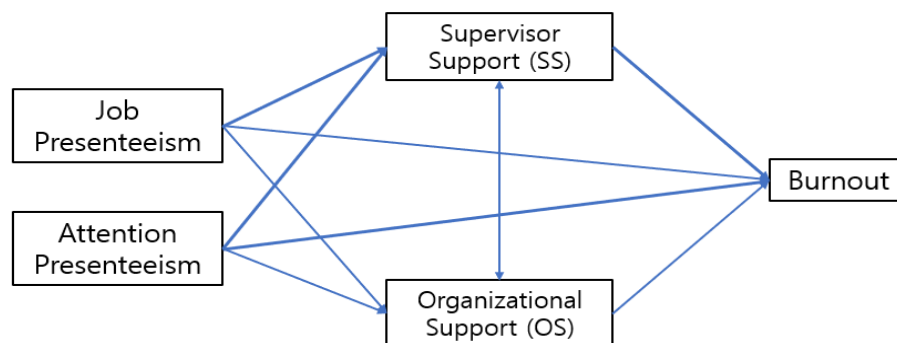 Supervisor
Support (SS)
Job
Presenteeism
Burnout
Attention
Presenteeism
Organizational
Support (OS)